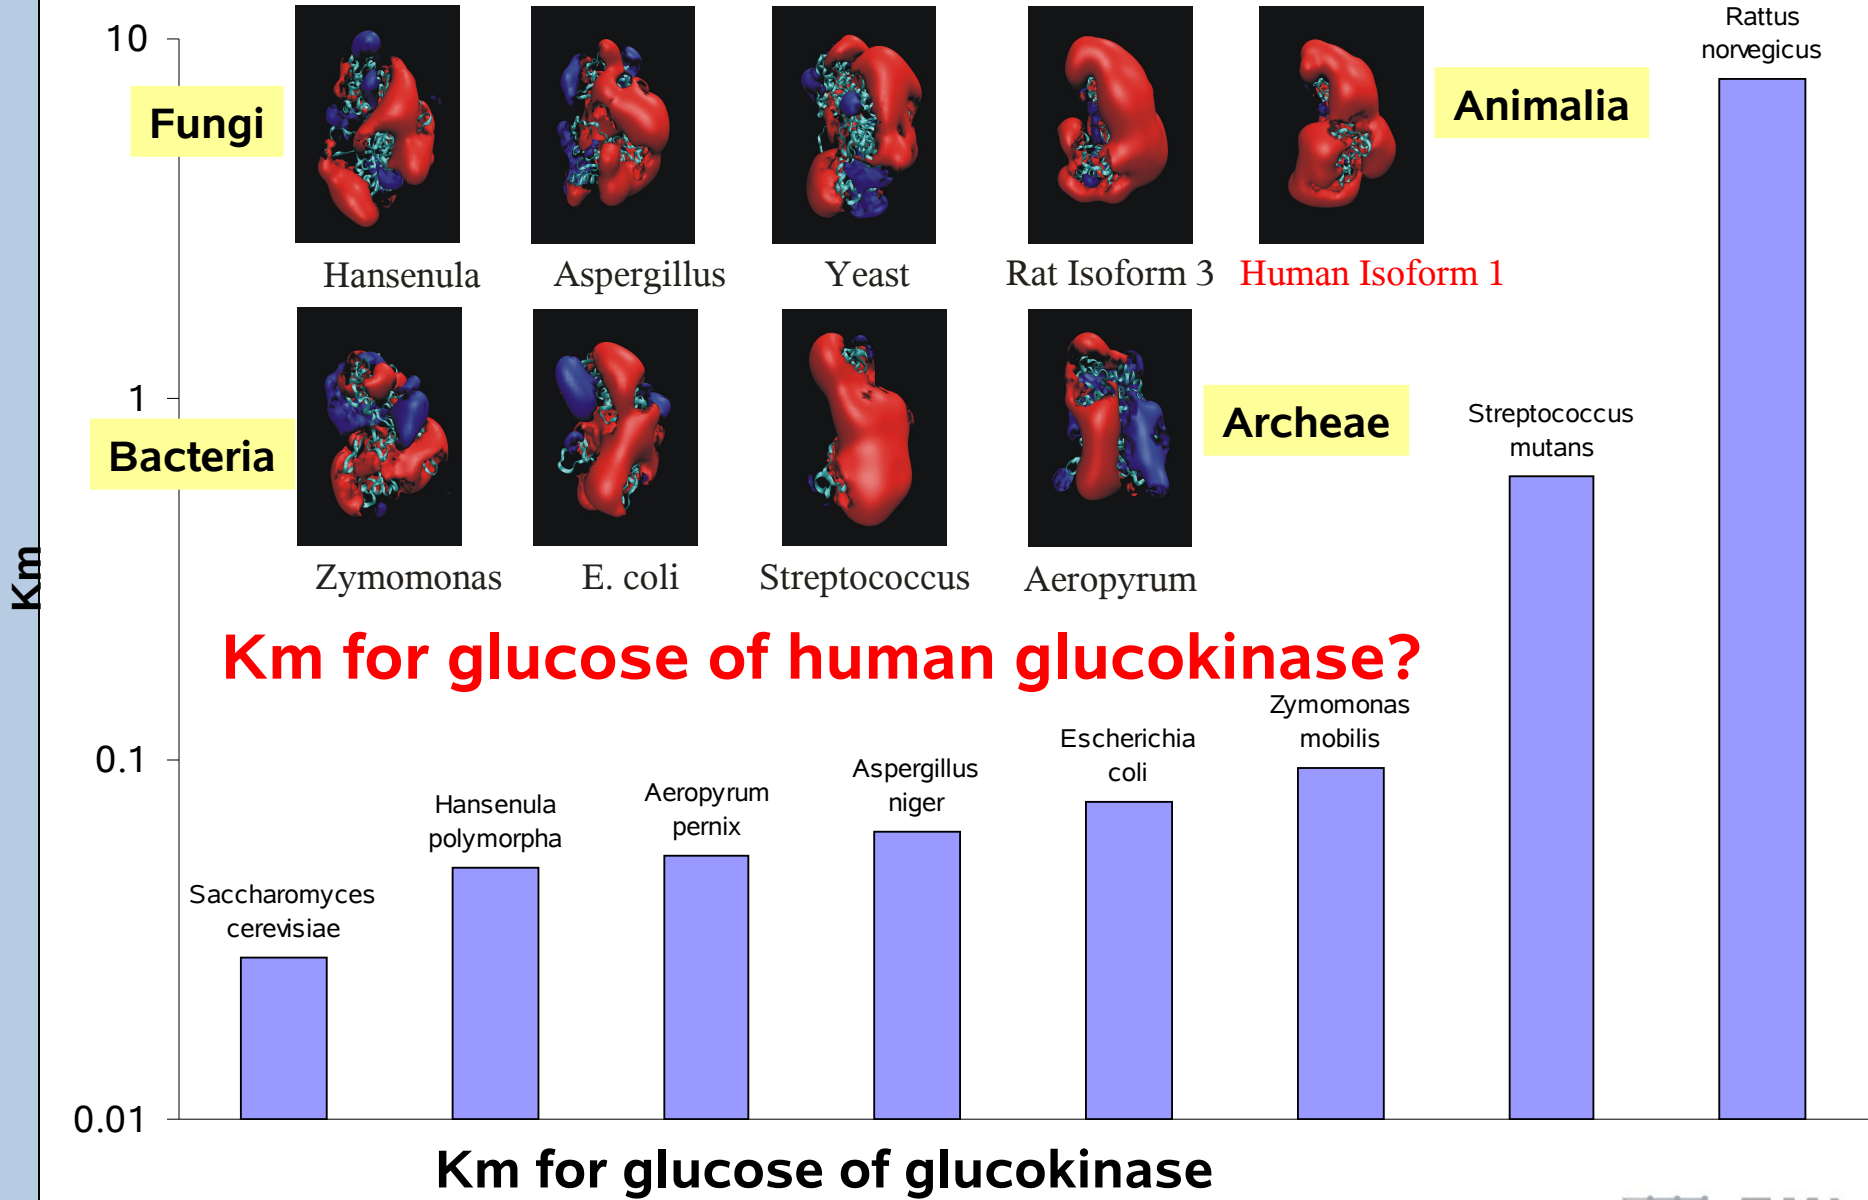 10
Rattus
norvegicus
Fungi
Animalia
Hansenula
Aspergillus
Yeast
Rat Isoform 3
Human Isoform 1
1
Bacteria
Archeae
Streptococcus
mutans
Km
Zymomonas
E. coli
Streptococcus
Aeropyrum
Km for glucose of human glucokinase?
Zymomonas
mobilis
0.1
Escherichia
coli
Aspergillus
niger
Aeropyrum
pernix
Hansenula
polymorpha
Saccharomyces
cerevisiae
0.01
Km for glucose of glucokinase